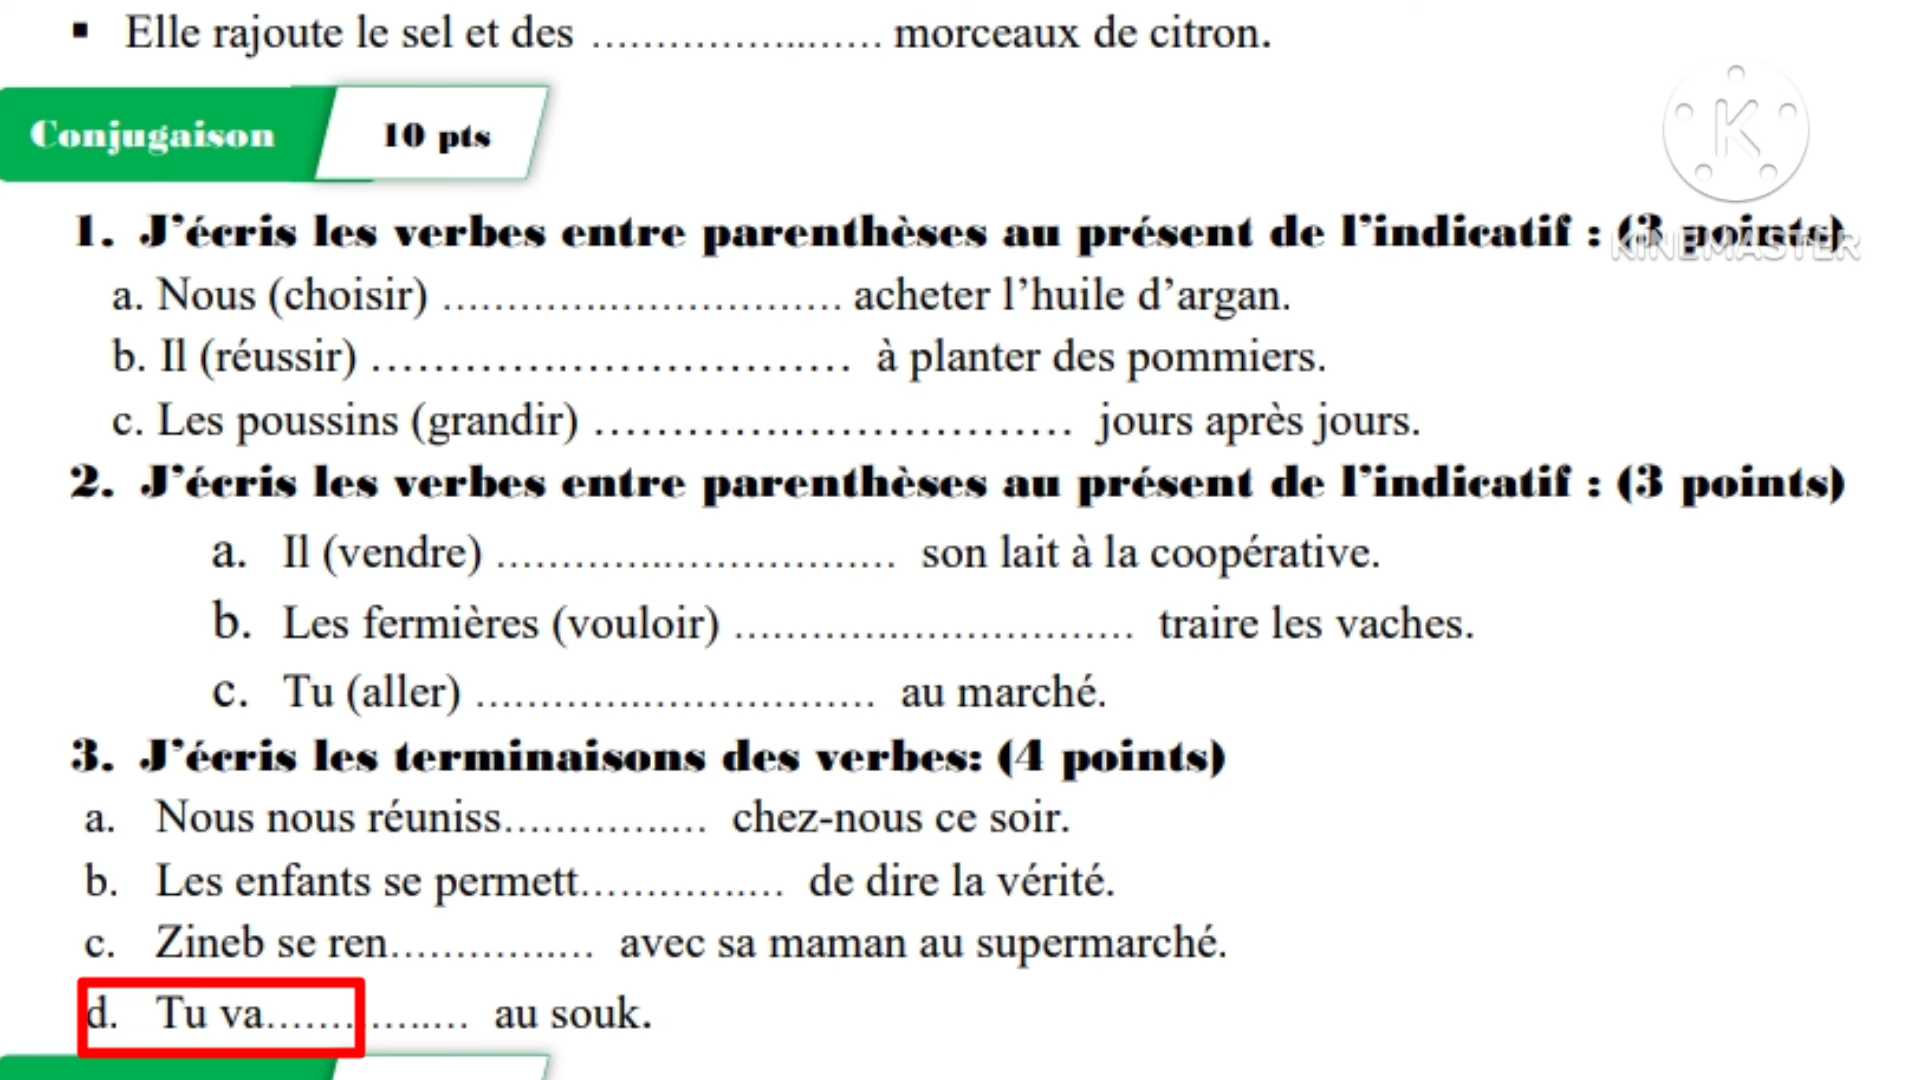 ▪ Elle rajoute le sel et des ........................ morceaux de citron.
Conjugaison 10 pts
1. J'écris les verbes entre parenthèses au présent de l'indicatif : (3 points)
KINEMASTER
a. Nous (choisir) ................................ acheter l'huile d'argan.
b. Il (réussir) ................................ à planter des pommiers.
c. Les poussins (grandir) ................................ jours après jours.
2. J'écris les verbes entre parenthèses au présent de l'indicatif : (3 points)
a. Il (vendre) ................................ son lait à la coopérative.
b. Les fermières (vouloir) ................................ traire les vaches.
c. Tu (aller) ................................ au marché.
3. J'écris les terminaisons des verbes: (4 points)
a. Nous nous réuniss................ chez-nous ce soir.
b. Les enfants se permett................ de dire la vérité.
c. Zineb se ren................ avec sa maman au supermarché.
d. Tu va................ au souk.